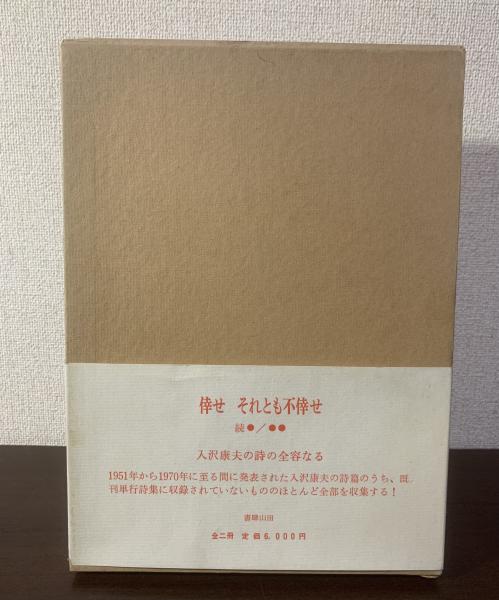 倖せ それとも不倖せ
続●／●●
入沢康夫の詩の全容なる
1951年から1970年に至る間に発表された入沢康夫の詩篇のうち、既
刊単行詩集に収録されていないもののほとんど全部を収集する！
書肆山田
全二冊 定価6,000円